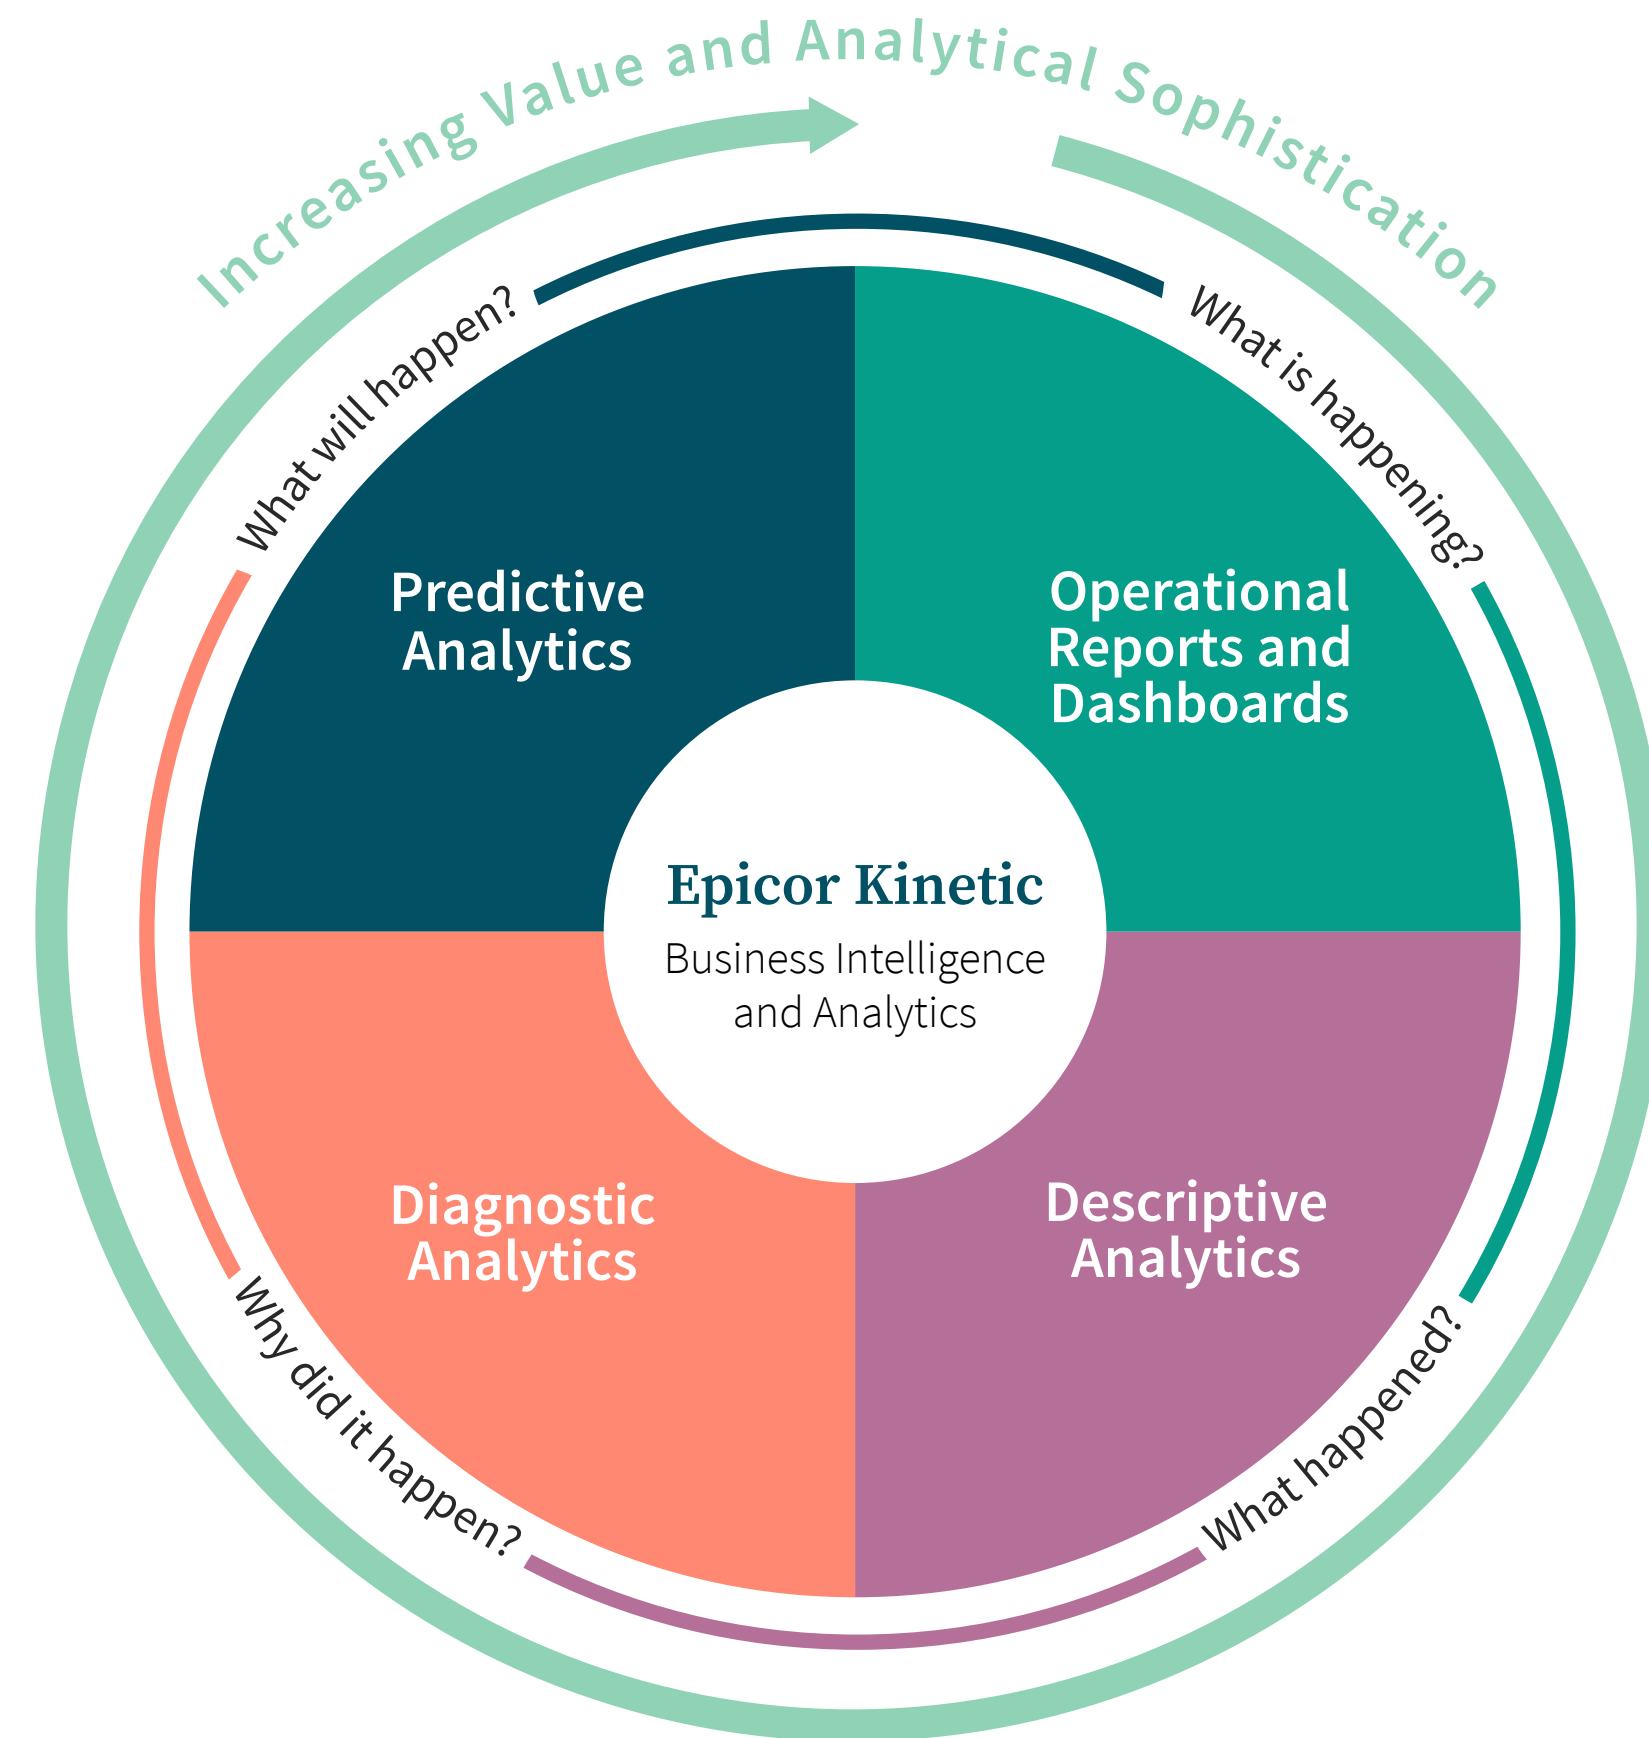 Increasing Value and Analytical Sophistication
What will happen?
What is happening?
Predictive
Analytics
Operational
Reports and
Dashboards
Epicor Kinetic
Business Intelligence
and Analytics
Diagnostic
Analytics
Descriptive
Analytics
Why did it happen?
What happened?